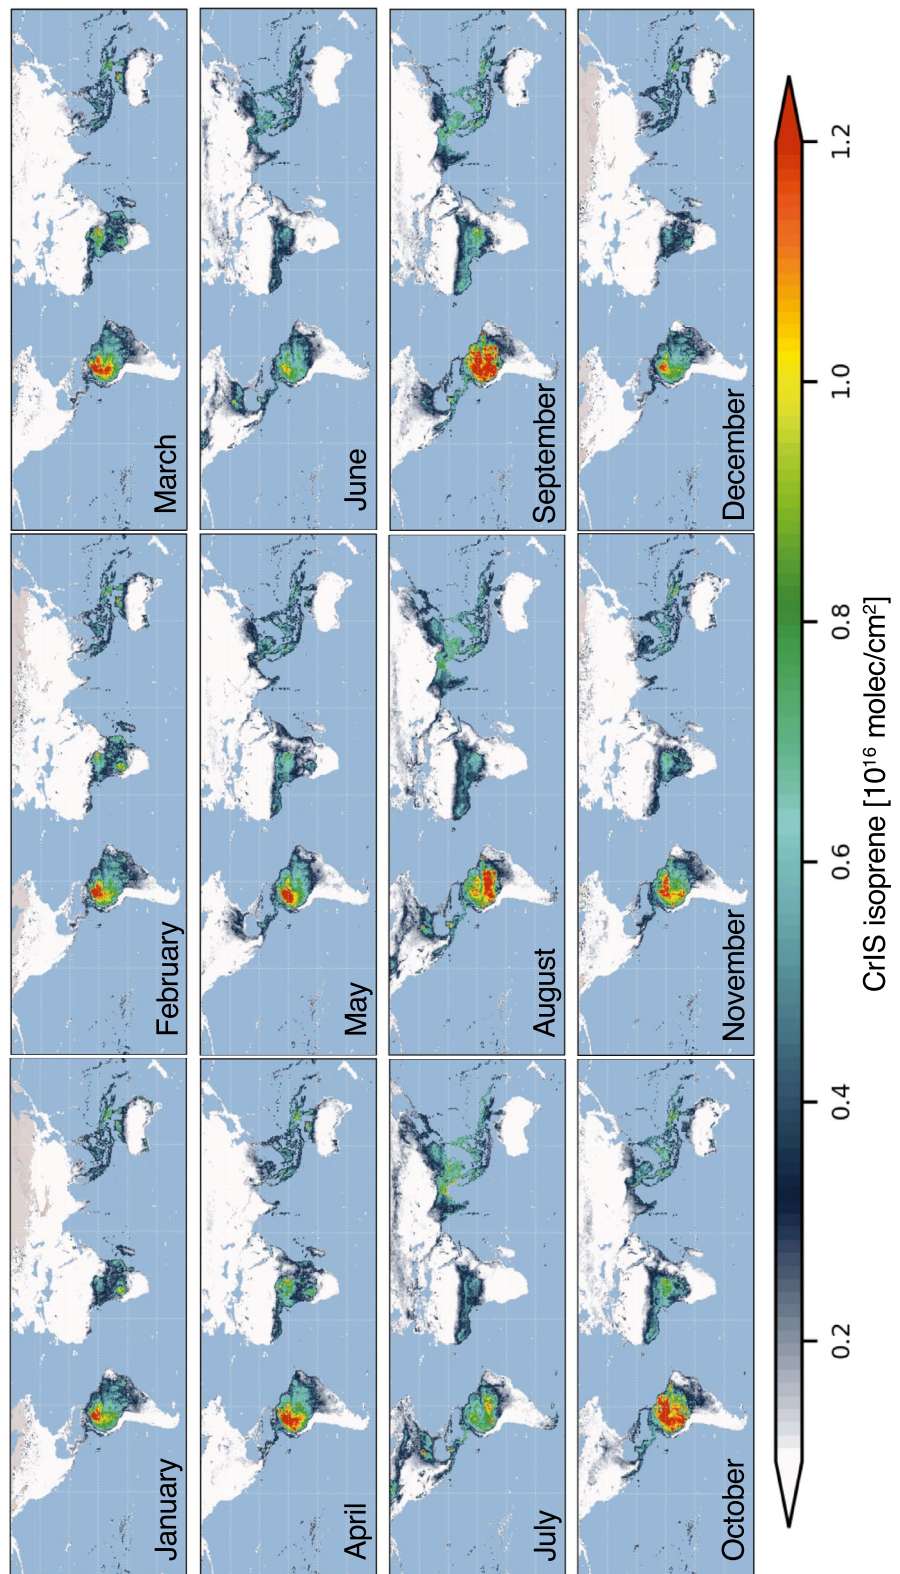 January
February
March
April
May
June
July
August
September
October
November
December
0.2 0.4 0.6 0.8 1.0 1.2
CrIS isoprene [10¹⁶ molec/cm²]